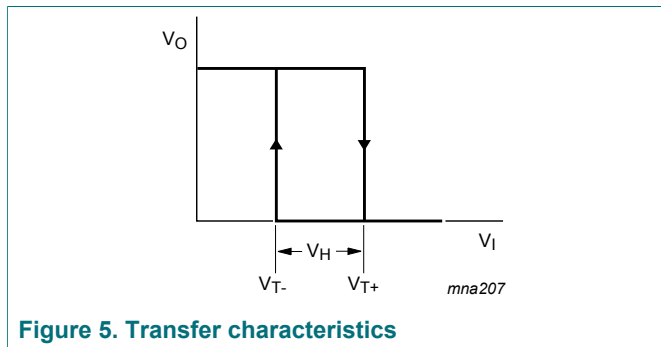 VO
VH
VI
VT-
VT+
mna207
Figure 5. Transfer characteristics